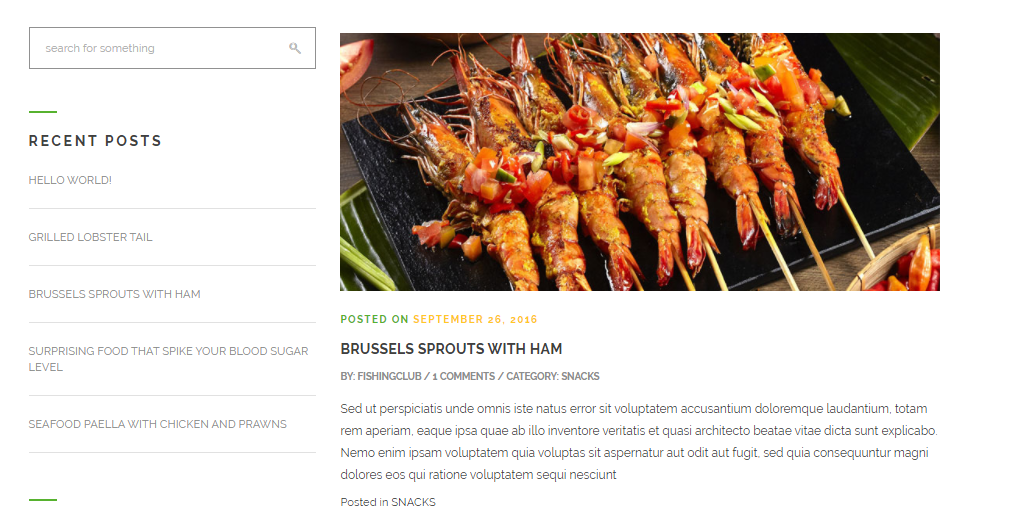 search for something
RECENT POSTS
HELLO WORLD!
GRILLED LOBSTER TAIL
BRUSSELS SPROUTS WITH HAM
SURPRISING FOOD THAT SPIKE YOUR BLOOD SUGAR
LEVEL
SEAFOOD PAELLA WITH CHICKEN AND PRAWNS
POSTED ON SEPTEMBER 26, 2016
BRUSSELS SPROUTS WITH HAM
BY: FISHINGCLUB / 1 COMMENTS / CATEGORY: SNACKS
Sed ut perspiciatis unde omnis iste natus error sit voluptatem accusantium doloremque laudantium, totam
rem aperiam, eaque ipsa quae ab illo inventore veritatis et quasi architecto beatae vitae dicta sunt explicabo.
Nemo enim ipsam voluptatem quia voluptas sit aspernatur aut odit aut fugit, sed quia consequuntur magni
dolores eos qui ratione voluptatem sequi nesciunt
Posted in SNACKS